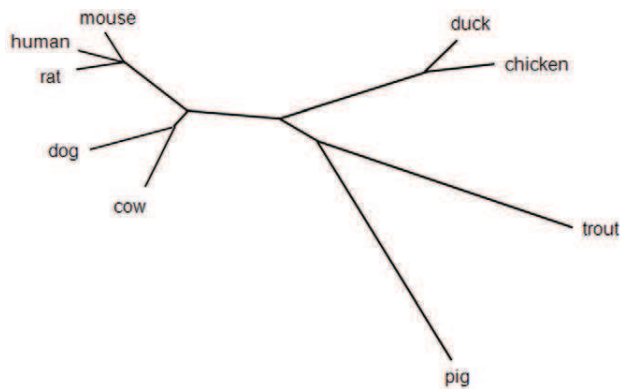 mouse
human
rat
dog
cow
duck
chicken
trout
pig